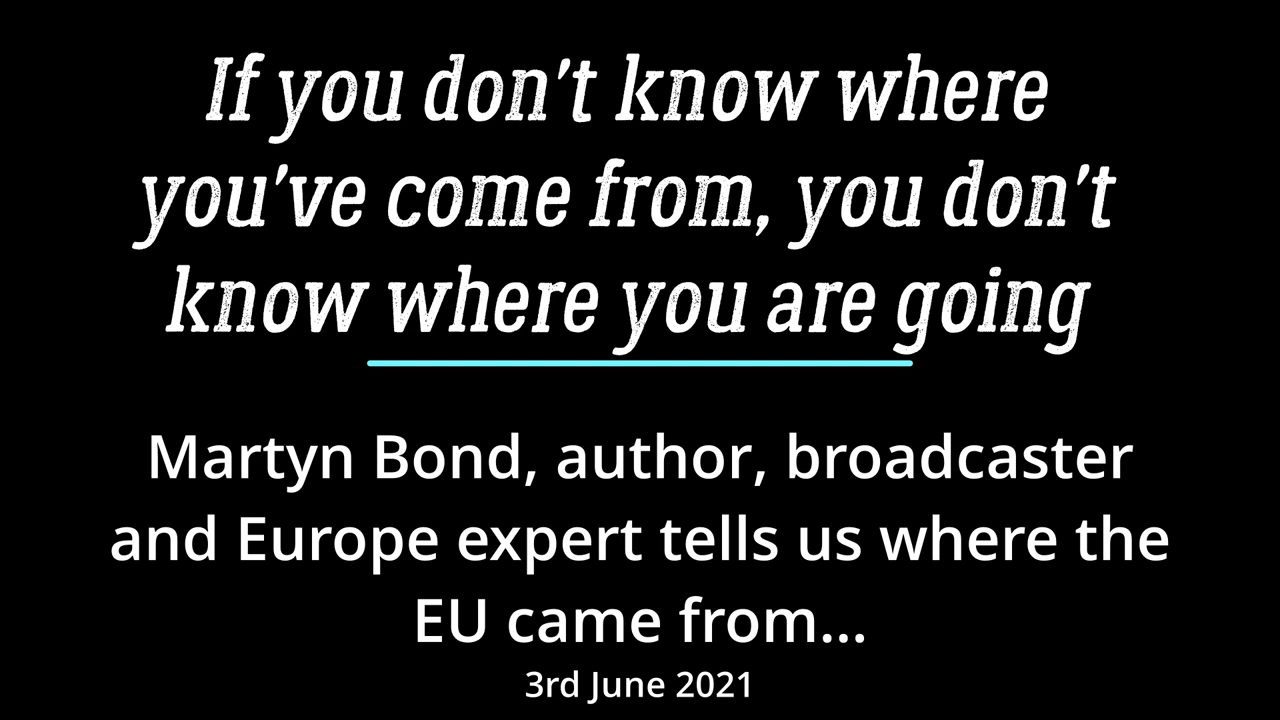 If you don't know where
you've come from, you don't
know where you are going
Martyn Bond, author, broadcaster
and Europe expert tells us where the
EU came from...
3rd June 2021